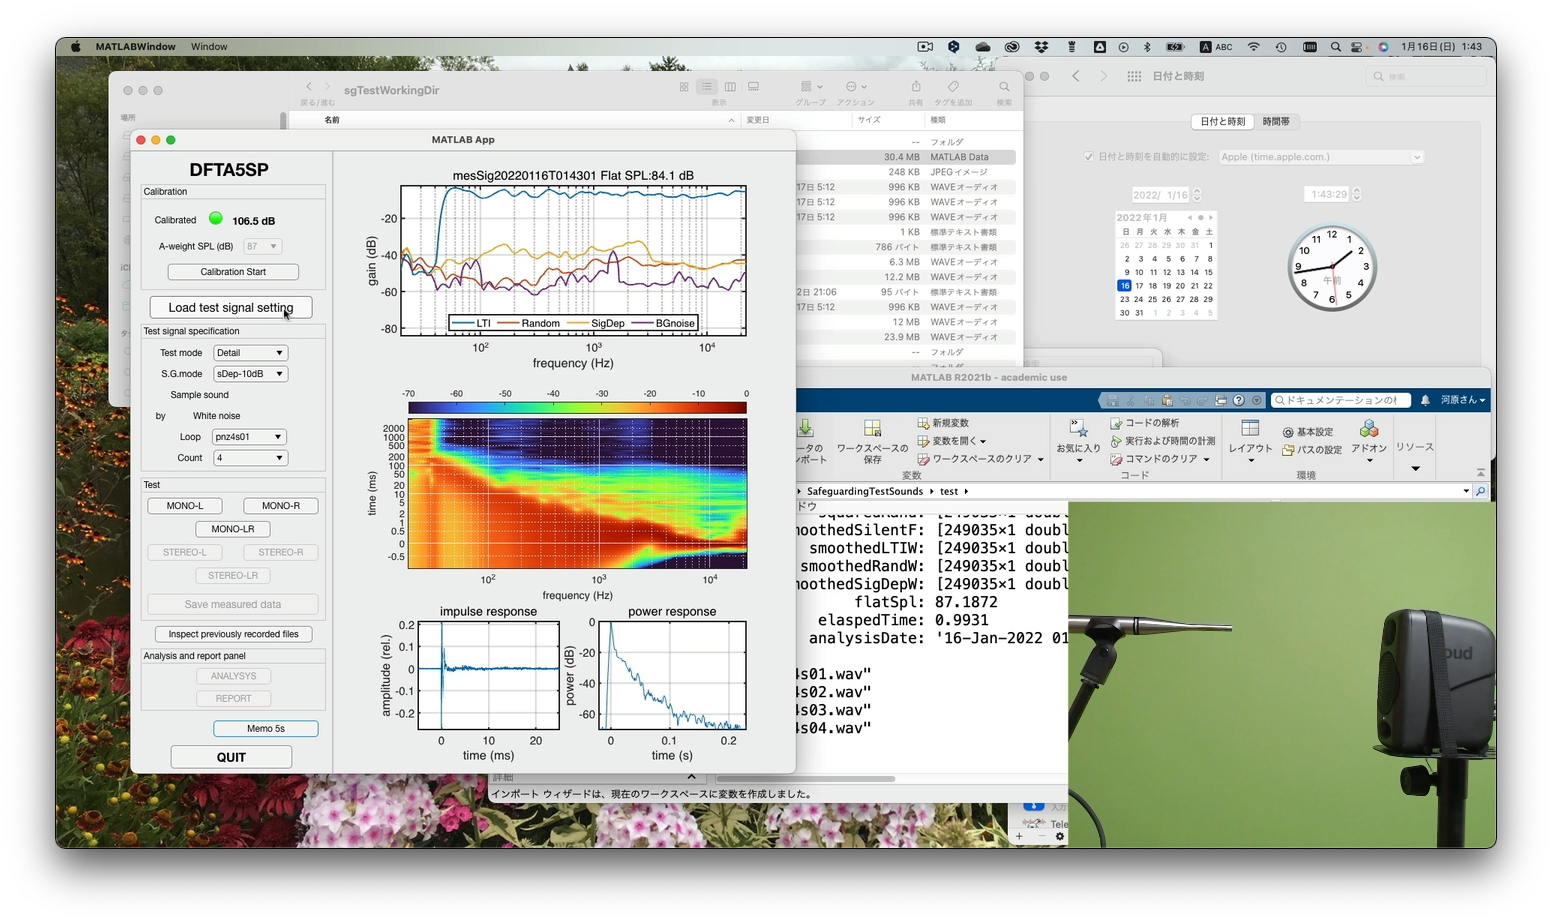 MATLABWindow Window
ABC 1月16日(日) 1:43
sgTestWorkingDir
戻る/進む 表示 グループ アクション 共有 タグを追加 検索
場所
名前 変更日 サイズ 種類
-- フォルダ
30.4 MB MATLAB Data
248 KB JPEGイメージ
17日 5:12 996 KB WAVEオーディオ
17日 5:12 996 KB WAVEオーディオ
17日 5:12 996 KB WAVEオーディオ
1 KB 標準テキスト書類
786 バイト 標準テキスト書類
6.3 MB WAVEオーディオ
12.2 MB WAVEオーディオ
2日 21:06 95 バイト 標準テキスト書類
17日 5:12 996 KB WAVEオーディオ
12 MB WAVEオーディオ
23.9 MB WAVEオーディオ
-- フォルダ
日付と時刻
検索
日付と時刻 時間帯
日付と時刻を自動的に設定: Apple (time.apple.com.)
2022/ 1/16
1:43:29
2022年1月
日 月 火 水 木 金 土
26 27 28 29 30 31 1
2 3 4 5 6 7 8
9 10 11 12 13 14 15
16 17 18 19 20 21 22
23 24 25 26 27 28 29
30 31 1 2 3 4 5
12 1 2 3 4 5 6 7 8 9 10 11
午前
MATLAB App
DFTA5SP
Calibration
Calibrated 106.5 dB
A-weight SPL (dB) 87
Calibration Start
Load test signal setting
Test signal specification
Test mode Detail
S.G.mode sDep-10dB
Sample sound
by White noise
Loop pnz4s01
Count 4
Test
MONO-L MONO-R
MONO-LR
STEREO-L STEREO-R
STEREO-LR
Save measured data
Inspect previously recorded files
Analysis and report panel
ANALYSYS
REPORT
Memo 5s
QUIT
mesSig20220116T014301 Flat SPL:84.1 dB
gain (dB)
-20
-40
-60
-80
LTI Random SigDep BGnoise
102 103 104
frequency (Hz)
-70 -60 -50 -40 -30 -20 -10 0
time (ms)
2000
1000
500
200
100
50
20
10
5
2
1
0.5
0
-0.5
102 103 104
frequency (Hz)
impulse response
amplitude (rel.)
0.2
0.1
0
-0.1
-0.2
0 10 20
time (ms)
power response
power (dB)
0
-20
-40
-60
0 0.1 0.2
time (s)
MATLAB R2021b - academic use
河原さん
新規変数
変数を開く
ワークスペースのクリア
ワークスペースの
保存
変数
お気に入り
コードの解析
実行および時間の計測
コマンドのクリア
コード
レイアウト
基本設定
パスの設定
アドオン
環境
リソース
SafeguardingTestSounds test
ドウ
moothedSilentF: [249035×1 doubl
smoothedLTIW: [249035×1 doubl
smoothedRandW: [249035×1 doubl
moothedSigDepW: [249035×1 doubl
flatSpl: 87.1872
elaspedTime: 0.9931
analysisDate: '16-Jan-2022 01
4s01.wav"
4s02.wav"
4s03.wav"
4s04.wav"
詳細
インポート ウィザードは、現在のワークスペースに変数を作成しました。
Tele
oud